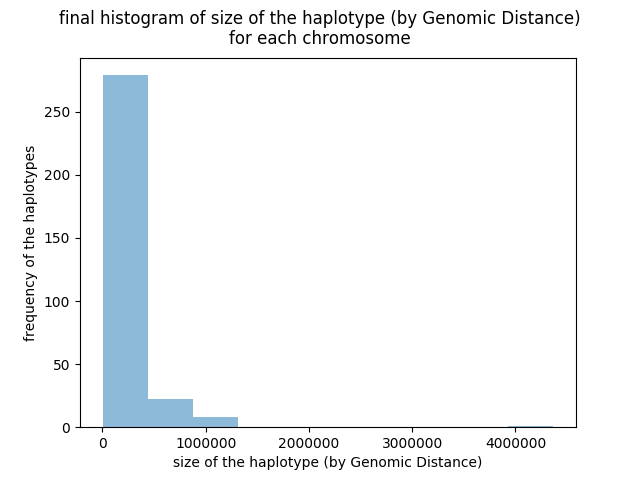 final histogram of size of the haplotype (by Genomic Distance)
for each chromosome
frequency of the haplotypes
250
200
150
100
50
0
0 1000000 2000000 3000000 4000000
size of the haplotype (by Genomic Distance)